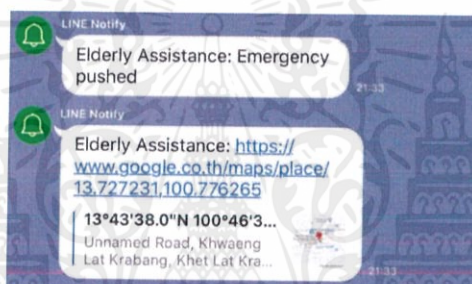 LINE Notify
Elderly Assistance: Emergency
pushed
21:33
LINE Notify
Elderly Assistance: https://
www.google.co.th/maps/place/
13.727231,100.776265
13°43'38.0"N 100°46'3...
Unnamed Road, Khwaeng
Lat Krabang, Khet Lat Kra...
21:33